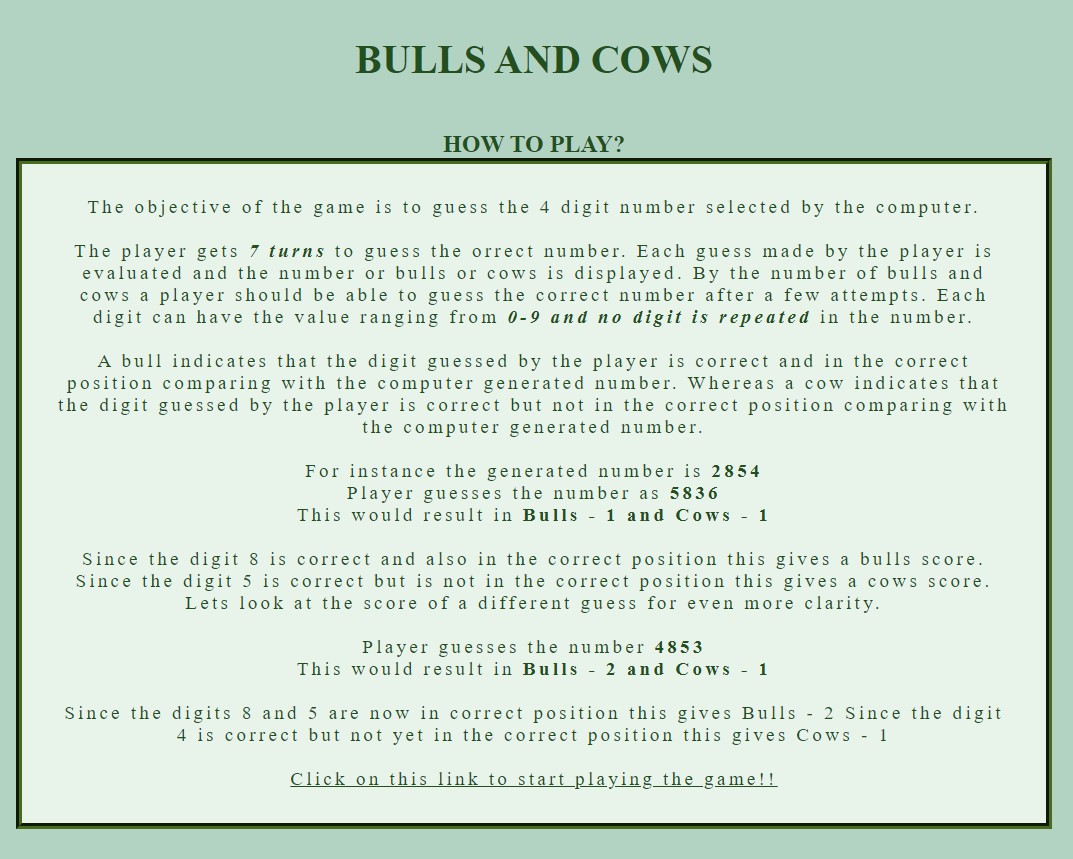 BULLS AND COWS
HOW TO PLAY?
The objective of the game is to guess the 4 digit number selected by the computer.
The player gets 7 turns to guess the orrect number. Each guess made by the player is
evaluated and the number or bulls or cows is displayed. By the number of bulls and
cows a player should be able to guess the correct number after a few attempts. Each
digit can have the value ranging from 0-9 and no digit is repeated in the number.
A bull indicates that the digit guessed by the player is correct and in the correct
position comparing with the computer generated number. Whereas a cow indicates that
the digit guessed by the player is correct but not in the correct position comparing with
the computer generated number.
For instance the generated number is 2854
Player guesses the number as 5836
This would result in Bulls - 1 and Cows - 1
Since the digit 8 is correct and also in the correct position this gives a bulls score.
Since the digit 5 is correct but is not in the correct position this gives a cows score.
Lets look at the score of a different guess for even more clarity.
Player guesses the number 4853
This would result in Bulls - 2 and Cows - 1
Since the digits 8 and 5 are now in correct position this gives Bulls - 2 Since the digit
4 is correct but not yet in the correct position this gives Cows - 1
Click on this link to start playing the game!!